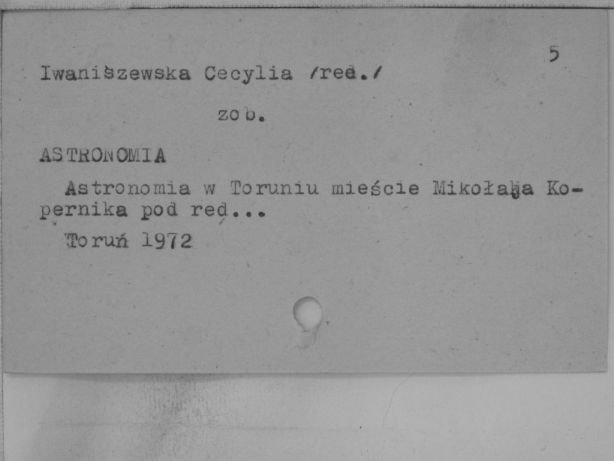 5
Iwaniszewska Cecylia /red./
zob.
ASTRONOMIA
Astronomia w Toruniu mieście Mikołaja Ko-
pernika pod red...
Toruń 1972